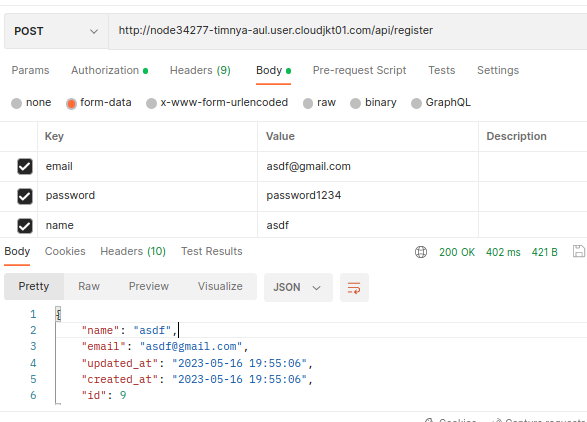 POST http://node34277-timnya-aul.user.cloudjkt01.com/api/register
Params Authorization Headers (9) Body Pre-request Script Tests Settings
none form-data x-www-form-urlencoded raw binary GraphQL
Key Value Description
email asdf@gmail.com
password password1234
name asdf
Body Cookies Headers (10) Test Results 200 OK 402 ms 421 B
Pretty Raw Preview Visualize JSON
1 {
2 "name": "asdf",
3 "email": "asdf@gmail.com",
4 "updated_at": "2023-05-16 19:55:06",
5 "created_at": "2023-05-16 19:55:06",
6 "id": 9
Cookies Capture requests